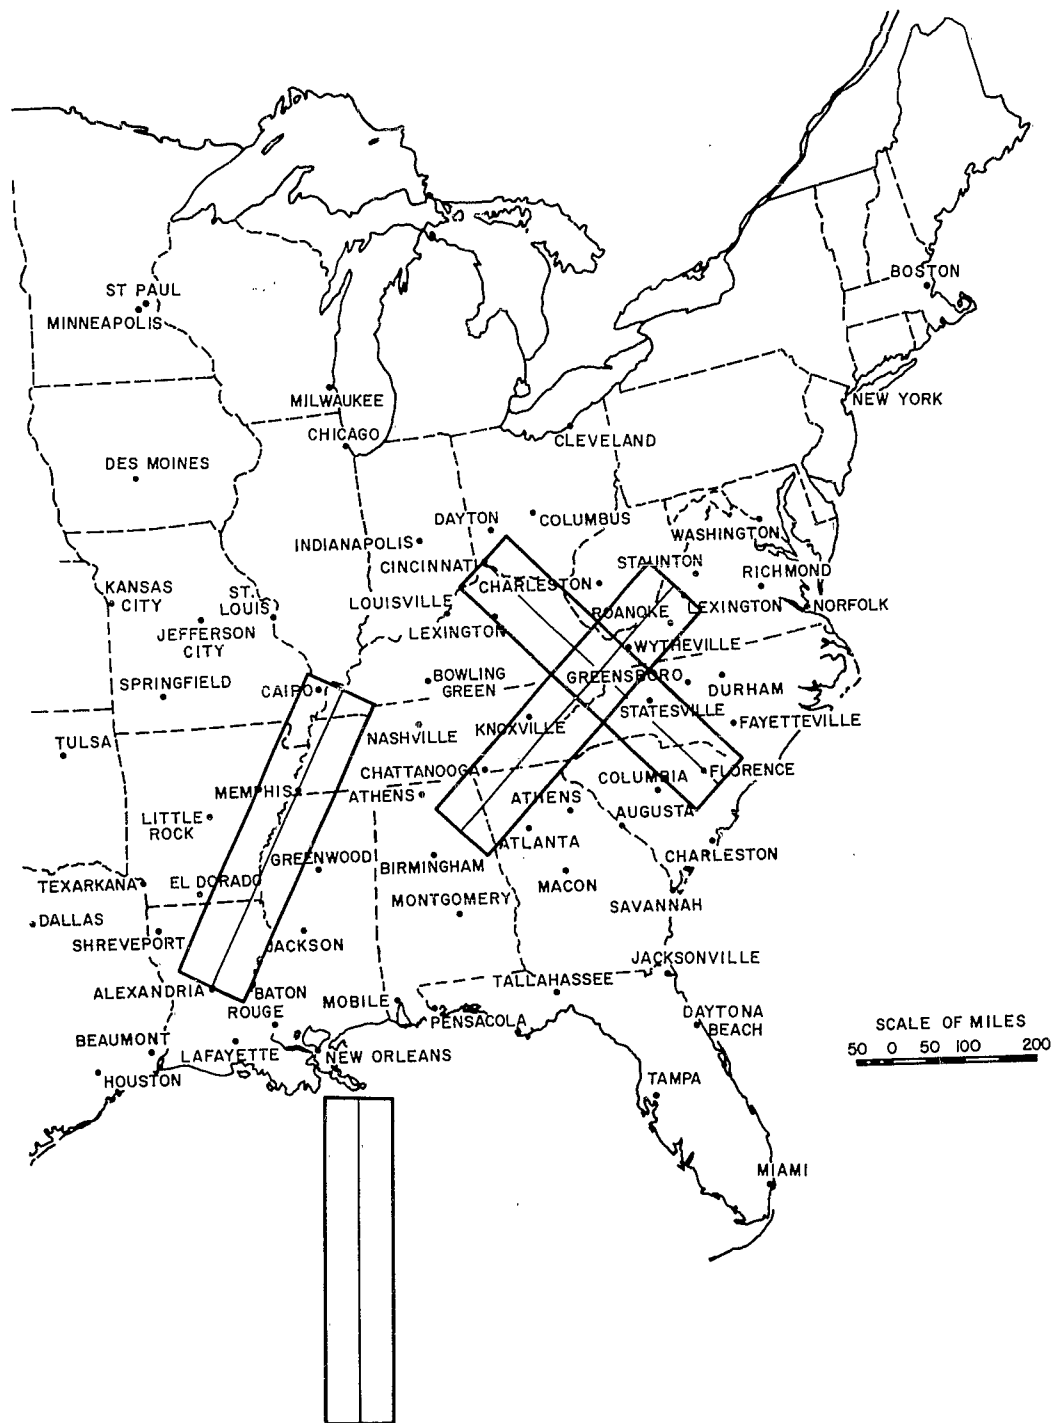 BOSTON
ST PAUL
MINNEAPOLIS
MILWAUKEE
NEW YORK
CHICAGO
CLEVELAND
DES MOINES
DAYTON
COLUMBUS
WASHINGTON
INDIANAPOLIS
CINCINNATI
STAUNTON
CHARLESTON
RICHMOND
KANSAS
CITY
ST.
LOUIS
LOUISVILLE
ROANOKE
LEXINGTON
NORFOLK
JEFFERSON
CITY
LEXINGTON
WYTHEVILLE
SPRINGFIELD
CAIRO
BOWLING
GREEN
GREENSBORO
DURHAM
STATESVILLE
FAYETTEVILLE
TULSA
NASHVILLE
KNOXVILLE
CHATTANOOGA
COLUMBIA
FLORENCE
MEMPHIS
ATHENS
ATHENS
AUGUSTA
LITTLE
ROCK
ATLANTA
CHARLESTON
GREENWOOD
BIRMINGHAM
TEXARKANA
EL DORADO
MACON
MONTGOMERY
SAVANNAH
DALLAS
SHREVEPORT
JACKSON
JACKSONVILLE
TALLAHASSEE
ALEXANDRIA
BATON
ROUGE
MOBILE
PENSACOLA
DAYTONA
BEACH
SCALE OF MILES
50 0 50 100 200
BEAUMONT
LAFAYETTE
NEW ORLEANS
HOUSTON
TAMPA
MIAMI